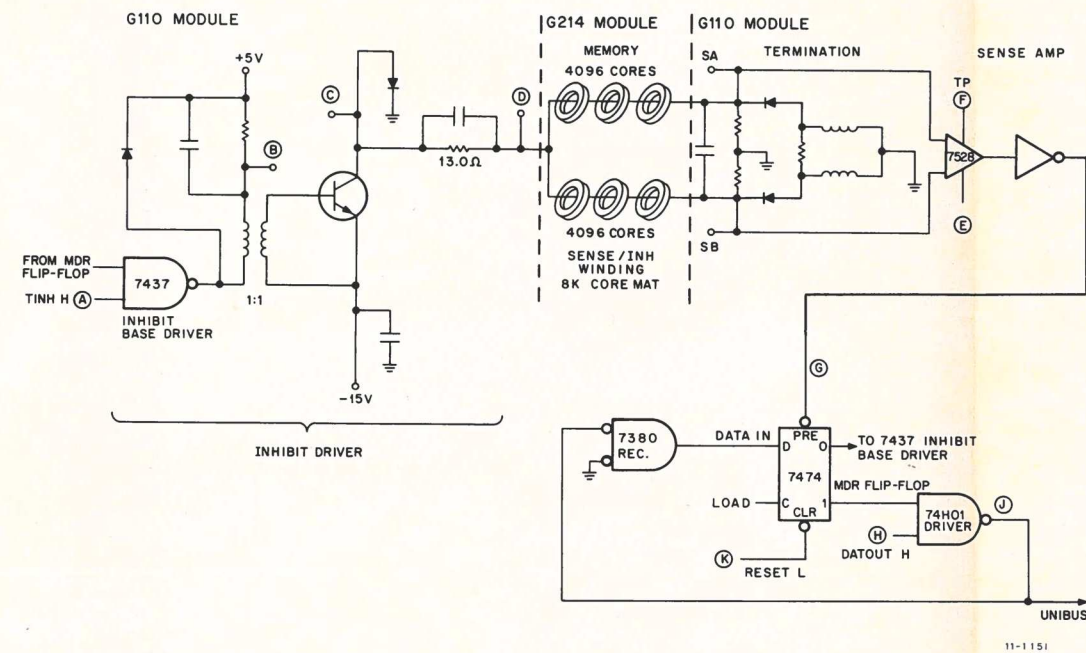 G110 MODULE
G214 MODULE
G110 MODULE
MEMORY
TERMINATION
SENSE AMP
+5V
4096 CORES
SA
TP
C
D
F
B
13.0Ω
7528
E
4096 CORES
SB
SENSE/INH
WINDING
8K CORE MAT
FROM MDR
FLIP-FLOP
7437
TINH H A
1:1
INHIBIT
BASE DRIVER
-15V
INHIBIT DRIVER
G
7380
REC.
DATA IN
PRE
D
0
TO 7437 INHIBIT
BASE DRIVER
7474
MDR FLIP-FLOP
LOAD
C
1
CLR
74H01
DRIVER
J
H
DATOUT H
K
RESET L
UNIBUS
11-1151